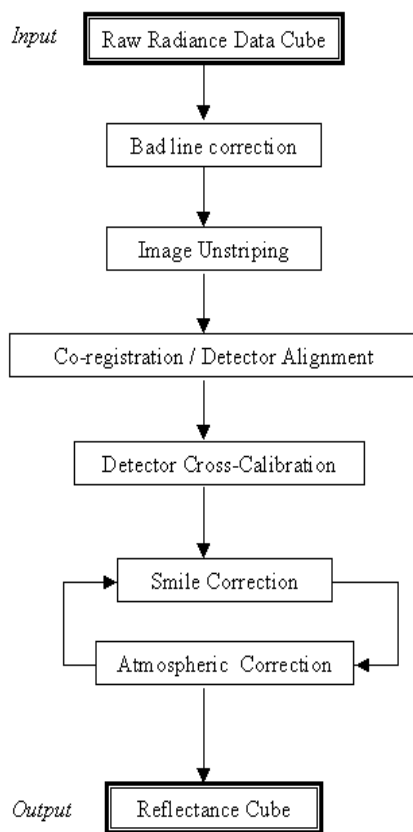 Input Raw Radiance Data Cube
Bad line correction
Image Unstriping
Co-registration / Detector Alignment
Detector Cross-Calibration
Smile Correction
Atmospheric Correction
Output Reflectance Cube